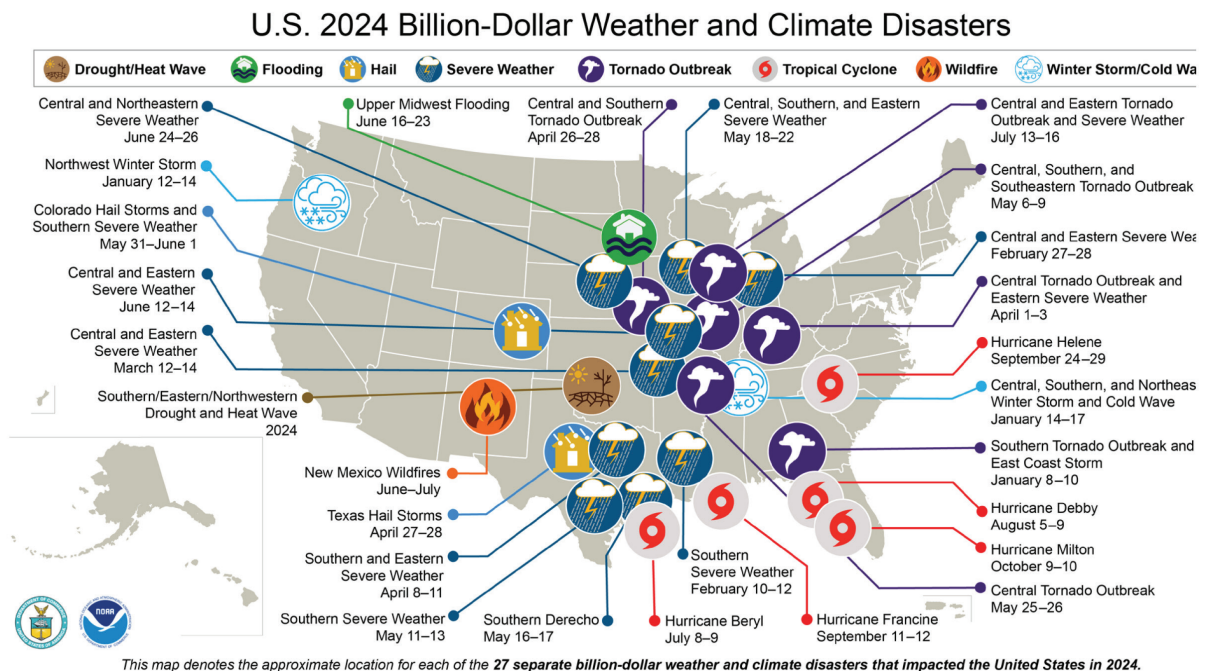 U.S. 2024 Billion-Dollar Weather and Climate Disasters
Drought/Heat Wave
Flooding
Hail
Severe Weather
Tornado Outbreak
Tropical Cyclone
Wildfire
Winter Storm/Cold Wa
Central and Northeastern
Severe Weather
June 24–26
Upper Midwest Flooding
June 16–23
Central and Southern
Tornado Outbreak
April 26–28
Central, Southern, and Eastern
Severe Weather
May 18–22
Central and Eastern Tornado
Outbreak and Severe Weather
July 13–16
Northwest Winter Storm
January 12–14
Central, Southern, and
Southeastern Tornado Outbreak
May 6–9
Colorado Hail Storms and
Southern Severe Weather
May 31–June 1
Central and Eastern Severe Wea
February 27–28
Central and Eastern
Severe Weather
June 12–14
Central Tornado Outbreak and
Eastern Severe Weather
April 1–3
Central and Eastern
Severe Weather
March 12–14
Hurricane Helene
September 24–29
Southern/Eastern/Northwestern
Drought and Heat Wave
2024
Central, Southern, and Northeas
Winter Storm and Cold Wave
January 14–17
New Mexico Wildfires
June–July
Southern Tornado Outbreak and
East Coast Storm
January 8–10
Texas Hail Storms
April 27–28
Hurricane Debby
August 5–9
Southern and Eastern
Severe Weather
April 8–11
Southern
Severe Weather
February 10–12
Hurricane Milton
October 9–10
Central Tornado Outbreak
May 25–26
Southern Severe Weather
May 11–13
Southern Derecho
May 16–17
Hurricane Beryl
July 8–9
Hurricane Francine
September 11–12
NOAA
This map denotes the approximate location for each of the 27 separate billion-dollar weather and climate disasters that impacted the United States in 2024.